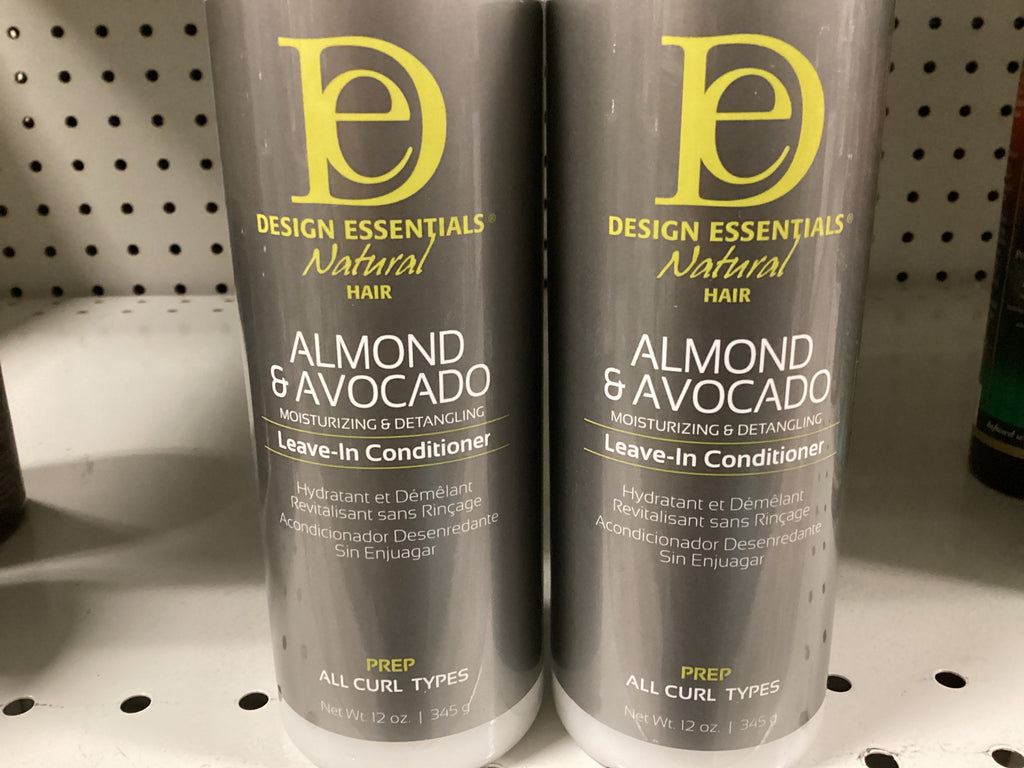 De
DESIGN ESSENTIALS®
Natural
HAIR
ALMOND
& AVOCADO
MOISTURIZING & DETANGLING
Leave-In Conditioner
Hydratant et Démêlant
Revitalisant sans Rinçage
Acondicionador Desenredante
Sin Enjuagar
PREP
ALL CURL TYPES
Net Wt. 12 oz. | 345 g
De
DESIGN ESSENTIALS®
Natural
HAIR
ALMOND
& AVOCADO
MOISTURIZING & DETANGLING
Leave-In Conditioner
Hydratant et Démêlant
Revitalisant sans Rinçage
Acondicionador Desenredante
Sin Enjuagar
PREP
ALL CURL TYPES
Net Wt. 12 oz. | 345 g